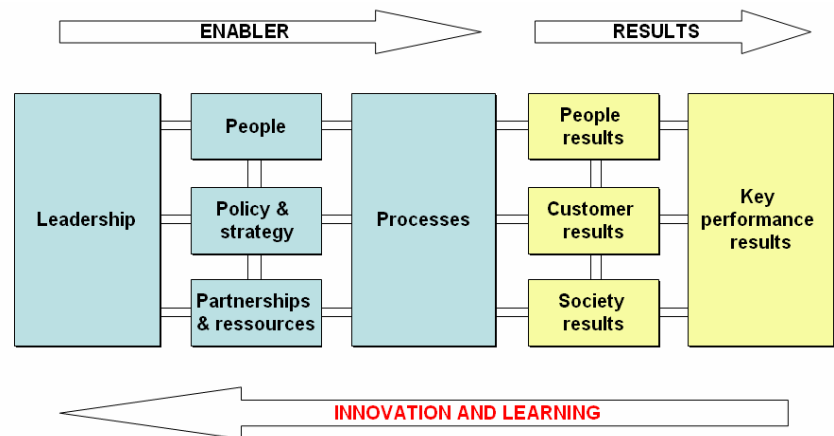 ENABLER
RESULTS
Leadership
People
Policy &
strategy
Partnerships
& ressources
Processes
People
results
Customer
results
Society
results
Key
performance
results
INNOVATION AND LEARNING